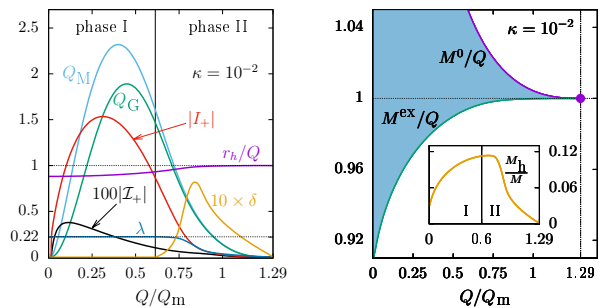 phase I phase II
2.5
2
1.5
1
0.5
0.22
0
Q_M
κ = 10⁻²
Q_G
|I₊|
r_h/Q
100|𝓘₊|
10 × δ
λ
0 0.25 0.5 0.75 1 1.29
Q/Q_m
1.04
1
0.96
0.92
κ = 10⁻²
M⁰/Q
M^ex/Q
M_h/M
0.12
0.06
0
I II
0 0.6 1.29
0 0.25 0.5 0.75 1 1.29
Q/Q_m